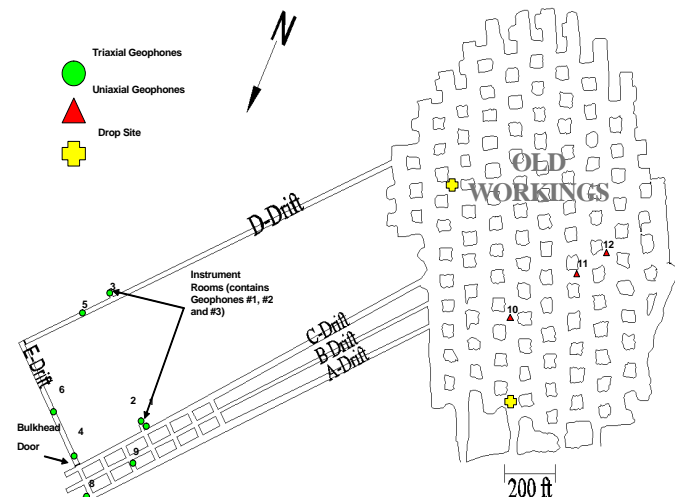 N
Triaxial Geophones
Uniaxial Geophones
Drop Site
OLD
WORKINGS
D-Drift
12
11
Instrument
Rooms (contains
Geophones #1, #2
and #3)
3
5
10
C-Drift
B Drift
A-Drift
E-Drift
6
2
1
Bulkhead
Door
4
9
8
200 ft